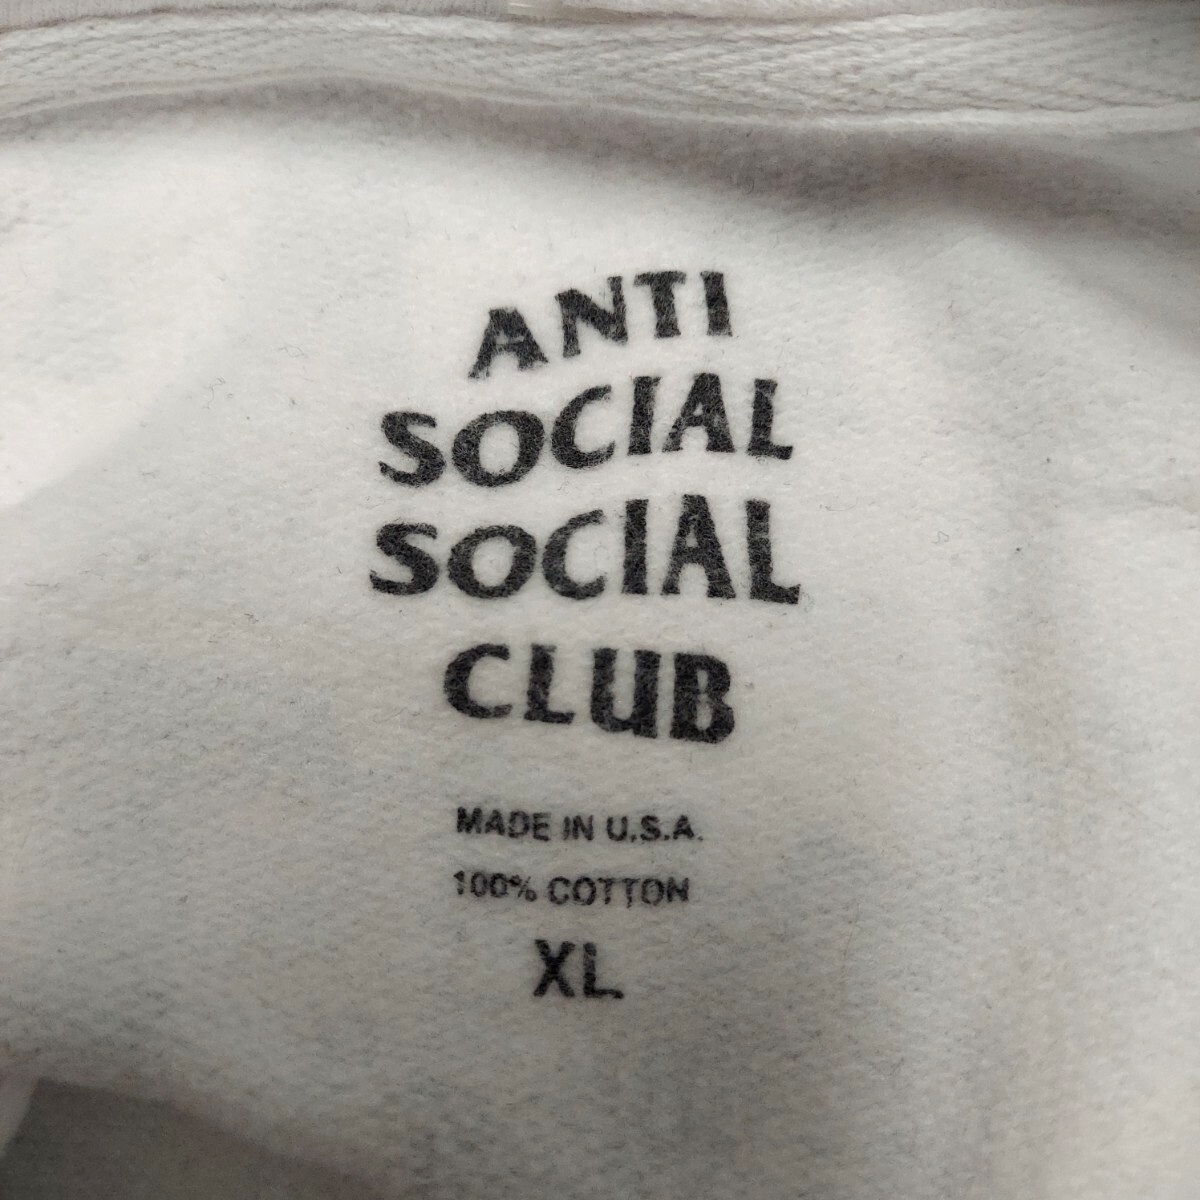 ANTI
SOCIAL
SOCIAL
CLUB
MADE IN U.S.A.
100% COTTON
XL